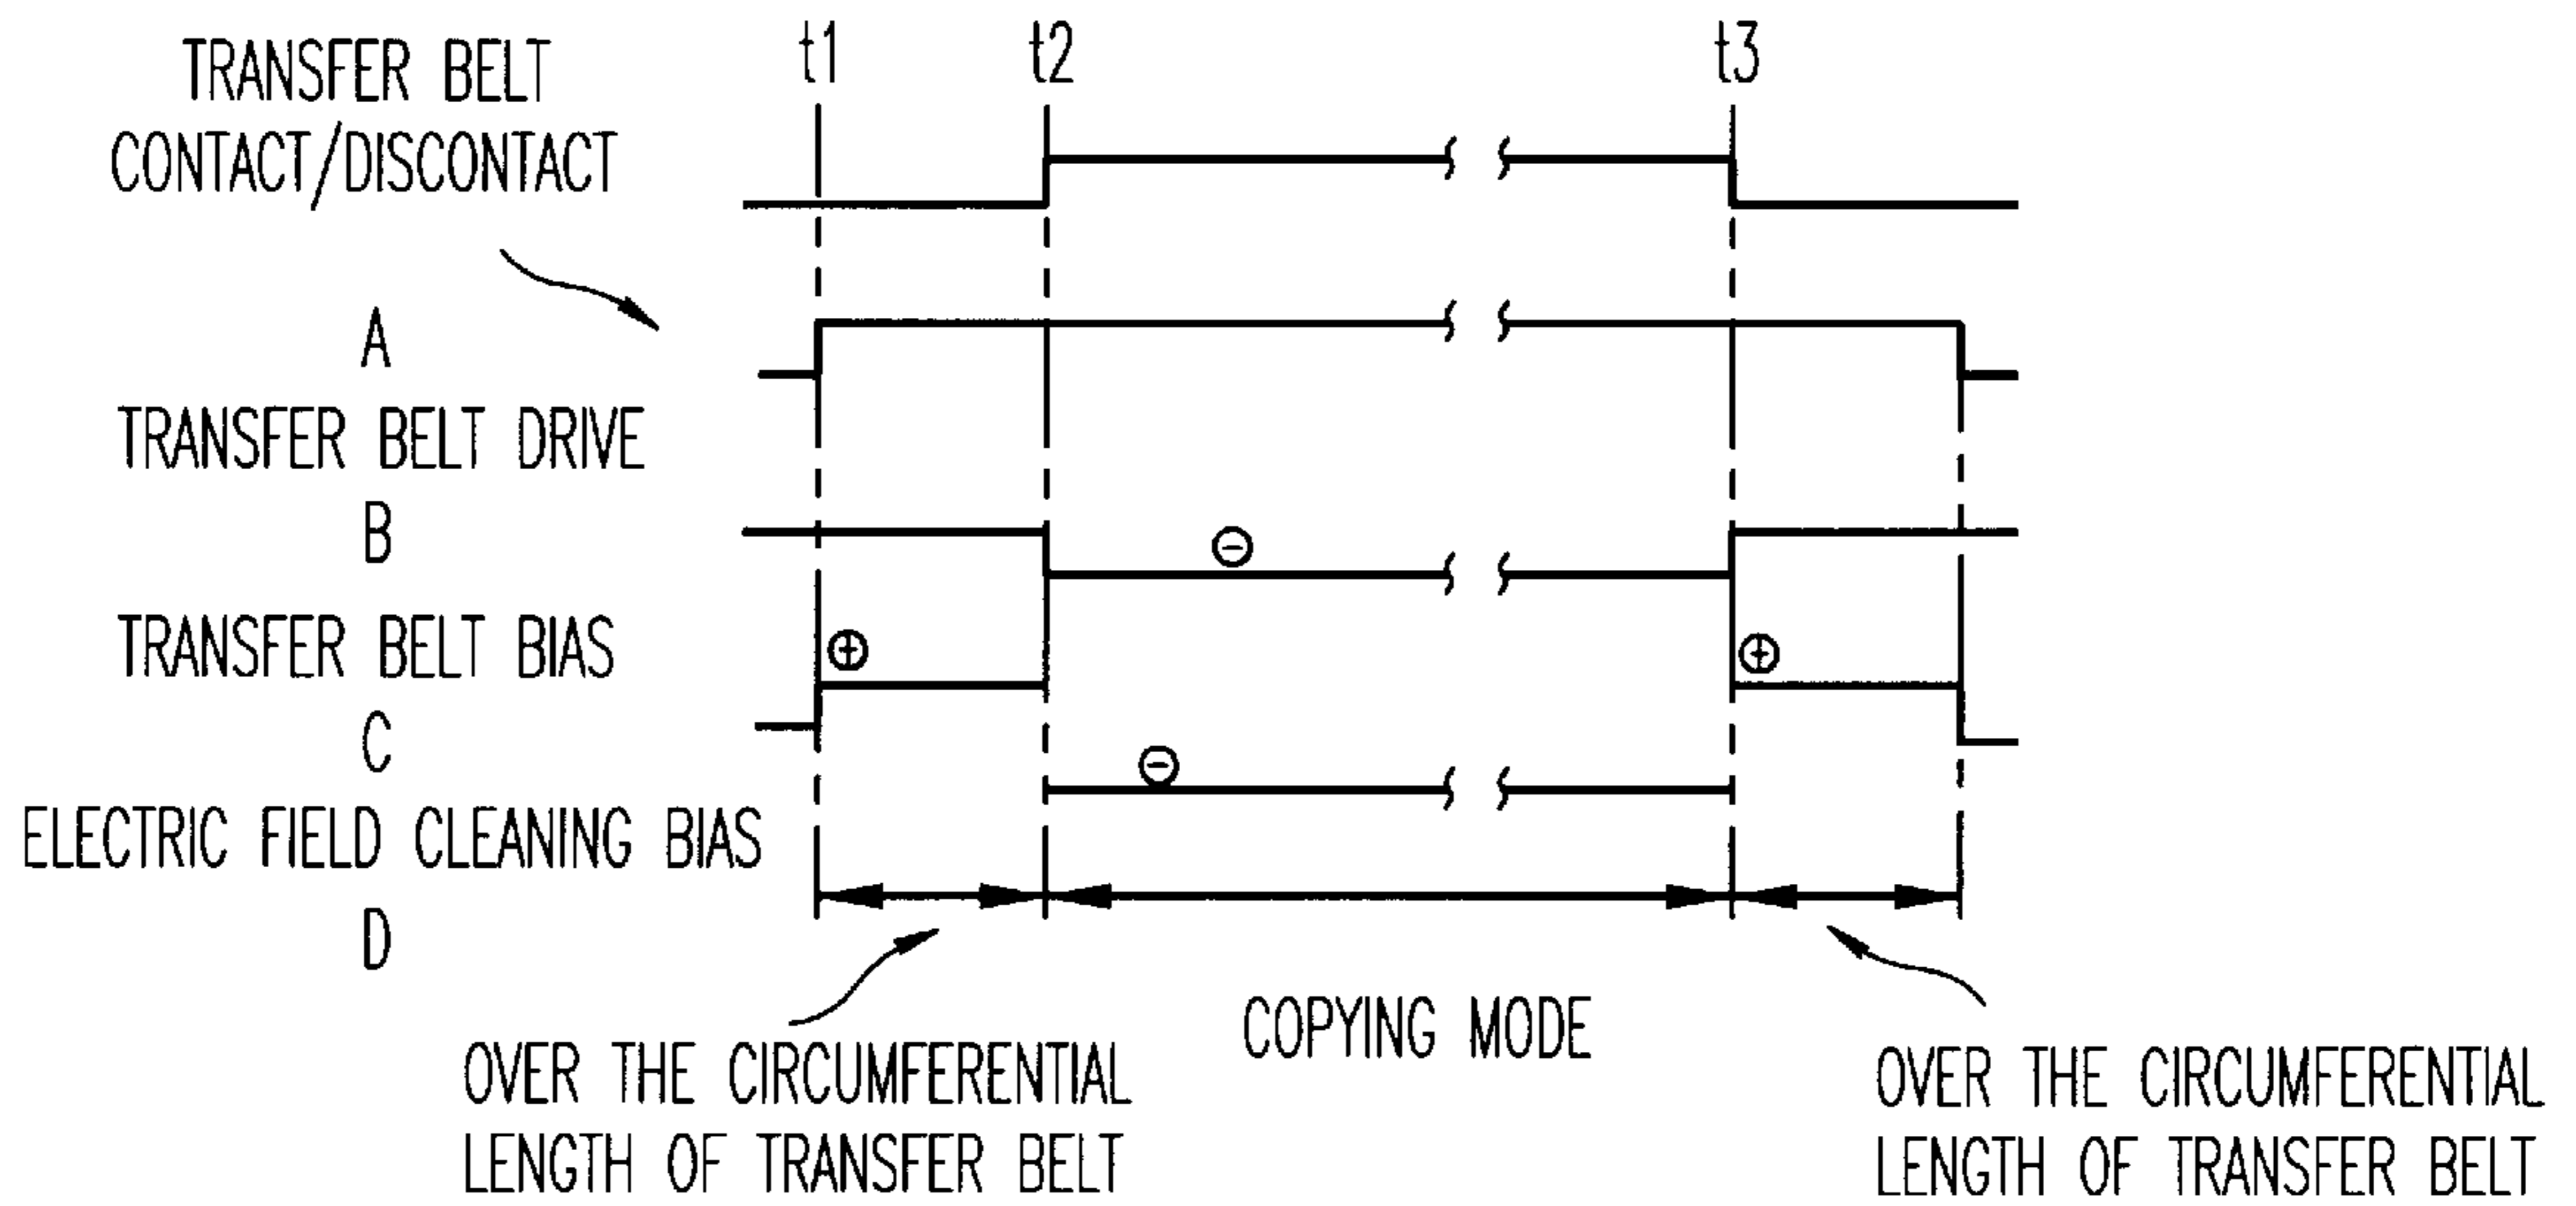 t1 t2 t3
TRANSFER BELT
CONTACT/DISCONTACT
A
TRANSFER BELT DRIVE
B
⊖
TRANSFER BELT BIAS
⊕ ⊕
C
⊖
ELECTRIC FIELD CLEANING BIAS
D
COPYING MODE
OVER THE CIRCUMFERENTIAL
LENGTH OF TRANSFER BELT
OVER THE CIRCUMFERENTIAL
LENGTH OF TRANSFER BELT